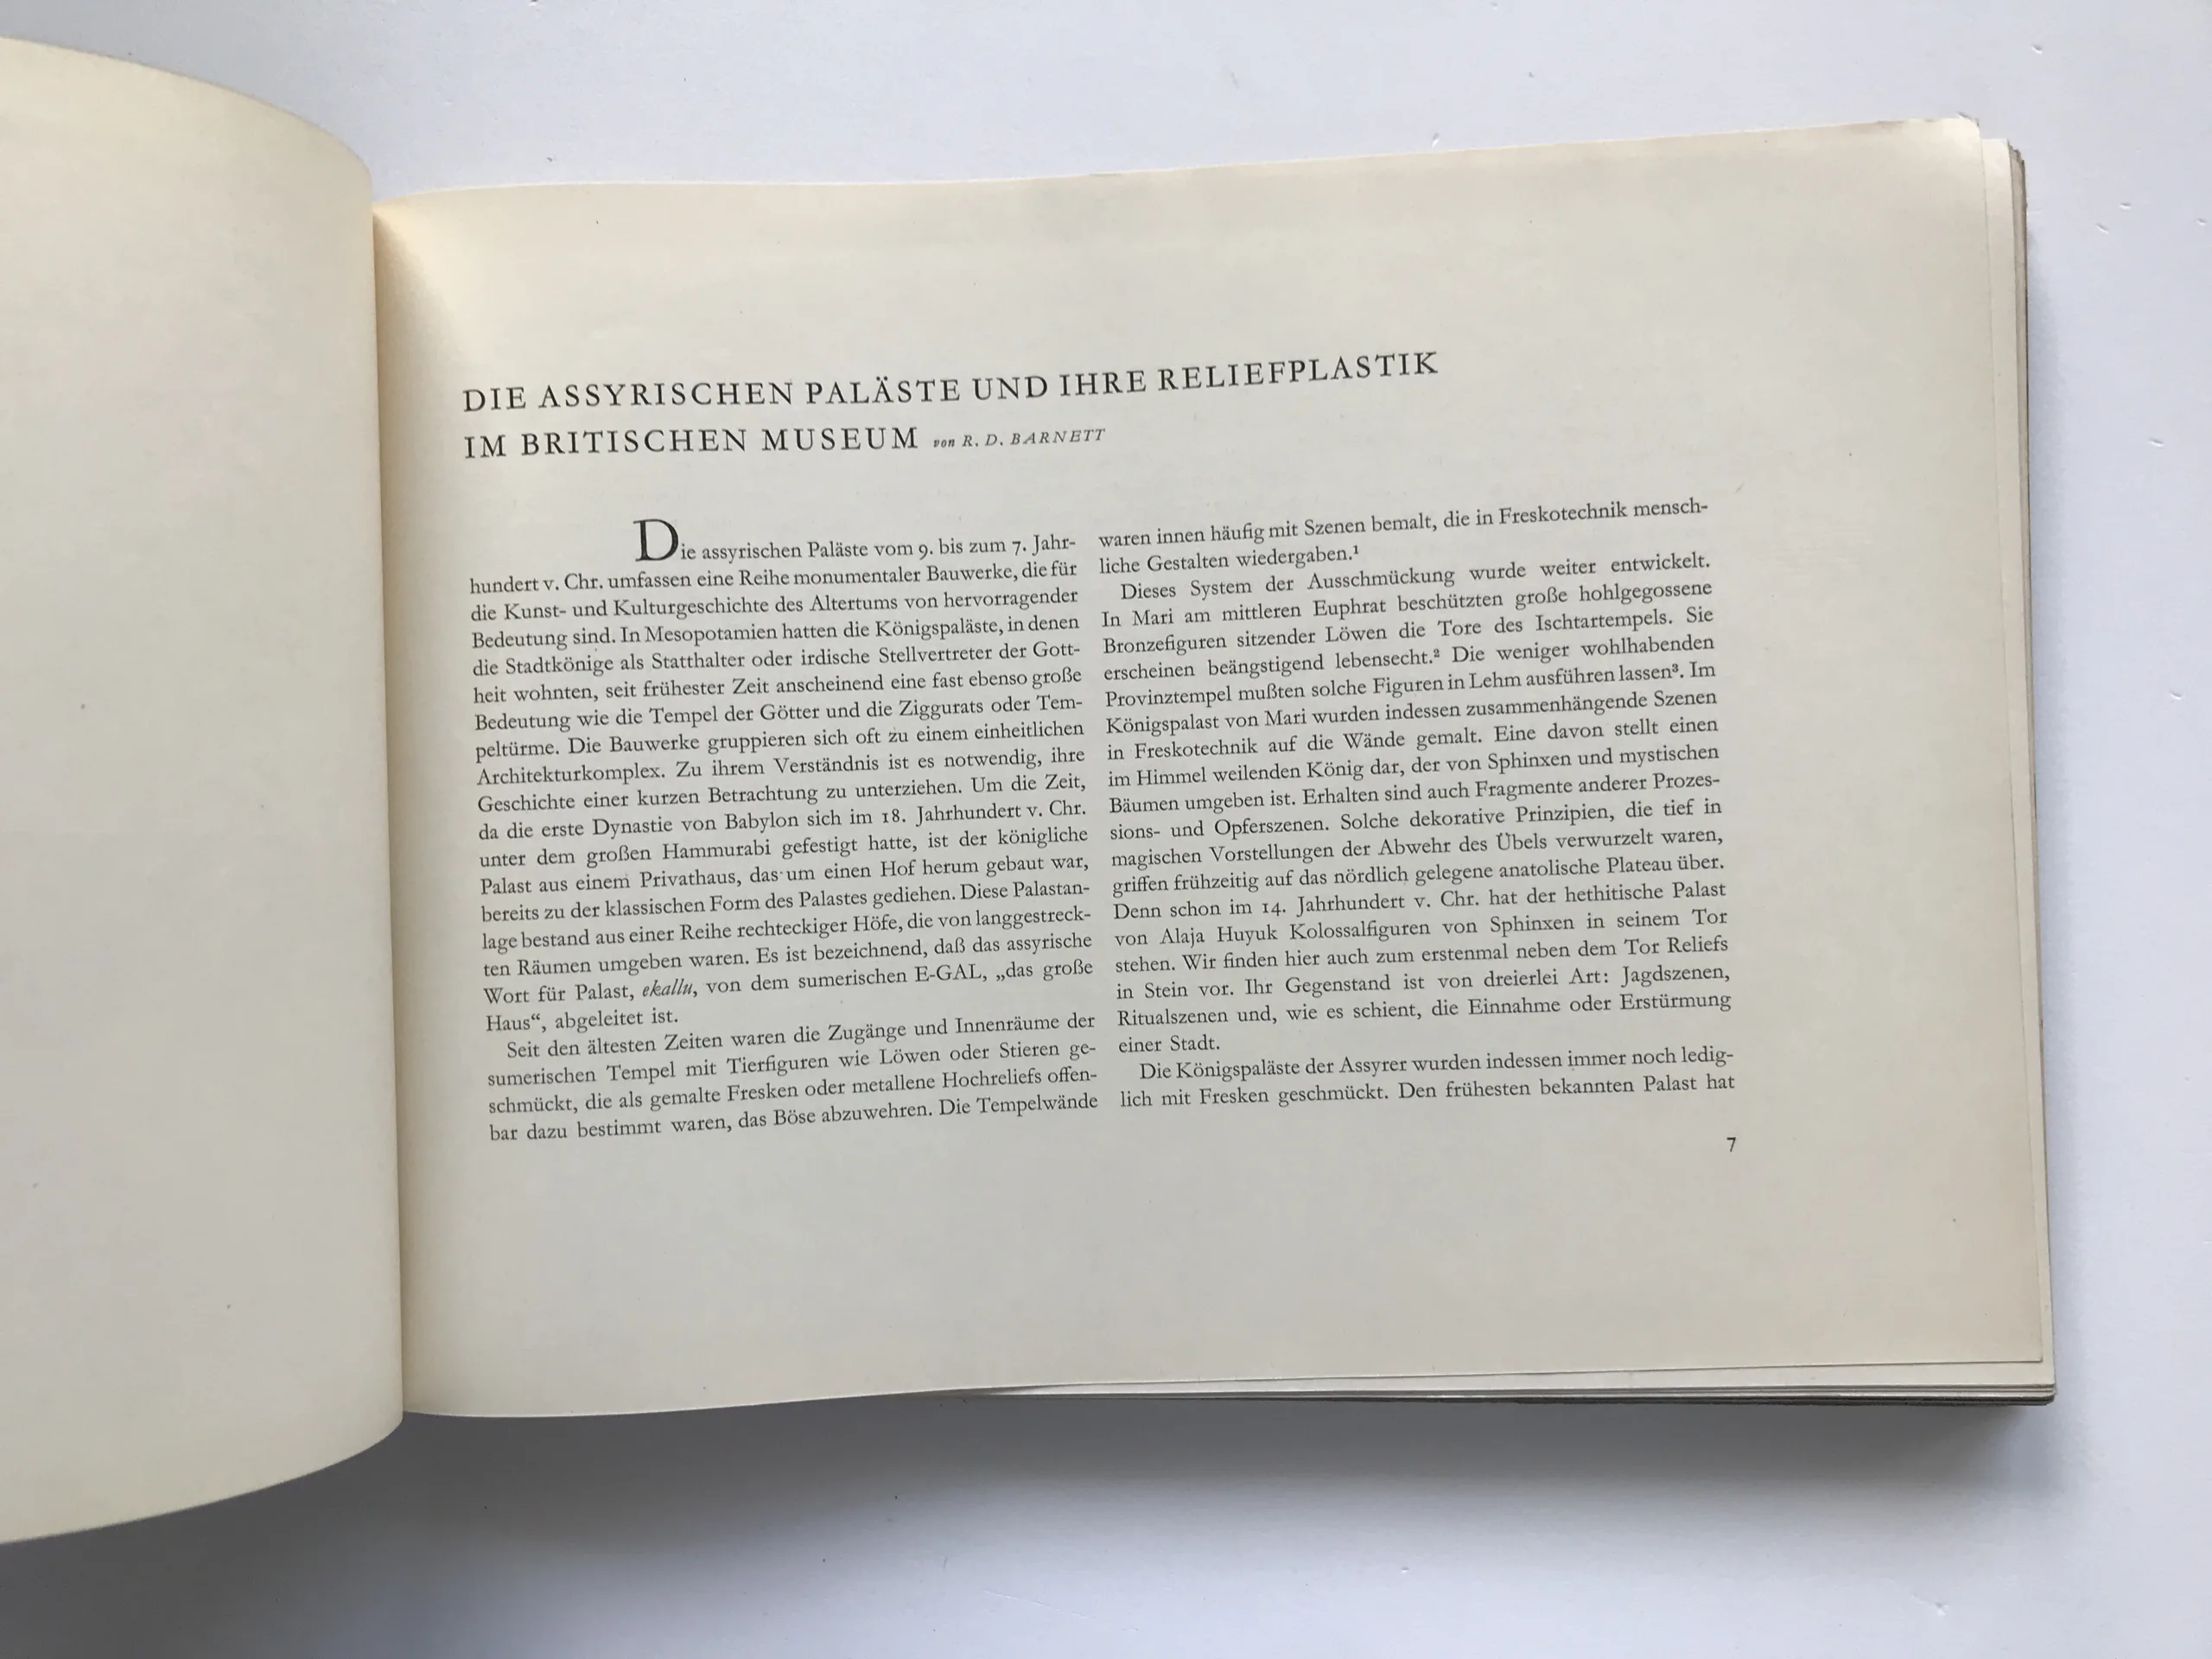 DIE ASSYRISCHEN PALÄSTE UND IHRE RELIEFPLASTIK
IM BRITISCHEN MUSEUM von R. D. BARNETT
Die assyrischen Paläste vom 9. bis zum 7. Jahr-
hundert v. Chr. umfassen eine Reihe monumentaler Bauwerke, die für
die Kunst- und Kulturgeschichte des Altertums von hervorragender
Bedeutung sind. In Mesopotamien hatten die Königspaläste, in denen
die Stadtkönige als Statthalter oder irdische Stellvertreter der Gott-
heit wohnten, seit frühester Zeit anscheinend eine fast ebenso große
Bedeutung wie die Tempel der Götter und die Ziggurats oder Tem-
peltürme. Die Bauwerke gruppieren sich oft zu einem einheitlichen
Architekturkomplex. Zu ihrem Verständnis ist es notwendig, ihre
Geschichte einer kurzen Betrachtung zu unterziehen. Um die Zeit,
da die erste Dynastie von Babylon sich im 18. Jahrhundert v. Chr.
unter dem großen Hammurabi gefestigt hatte, ist der königliche
Palast aus einem Privathaus, das um einen Hof herum gebaut war,
bereits zu der klassischen Form des Palastes gediehen. Diese Palastan-
lage bestand aus einer Reihe rechteckiger Höfe, die von langgestreck-
ten Räumen umgeben waren. Es ist bezeichnend, daß das assyrische
Wort für Palast, ekallu, von dem sumerischen E-GAL, „das große
Haus“, abgeleitet ist.
Seit den ältesten Zeiten waren die Zugänge und Innenräume der
sumerischen Tempel mit Tierfiguren wie Löwen oder Stieren ge-
schmückt, die als gemalte Fresken oder metallene Hochreliefs offen-
bar dazu bestimmt waren, das Böse abzuwehren. Die Tempelwände
waren innen häufig mit Szenen bemalt, die in Freskotechnik mensch-
liche Gestalten wiedergaben.¹
Dieses System der Ausschmückung wurde weiter entwickelt.
In Mari am mittleren Euphrat beschützten große hohlgegossene
Bronzefiguren sitzender Löwen die Tore des Ischtartempels. Sie
erscheinen beängstigend lebensecht.² Die weniger wohlhabenden
Provinztempel mußten solche Figuren in Lehm ausführen lassen³. Im
Königspalast von Mari wurden indessen zusammenhängende Szenen
in Freskotechnik auf die Wände gemalt. Eine davon stellt einen
im Himmel weilenden König dar, der von Sphinxen und mystischen
Bäumen umgeben ist. Erhalten sind auch Fragmente anderer Prozes-
sions- und Opferszenen. Solche dekorative Prinzipien, die tief in
magischen Vorstellungen der Abwehr des Übels verwurzelt waren,
griffen frühzeitig auf das nördlich gelegene anatolische Plateau über.
Denn schon im 14. Jahrhundert v. Chr. hat der hethitische Palast
von Alaja Huyuk Kolossalfiguren von Sphinxen in seinem Tor
stehen. Wir finden hier auch zum erstenmal neben dem Tor Reliefs
in Stein vor. Ihr Gegenstand ist von dreierlei Art: Jagdszenen,
Ritualszenen und, wie es schient, die Einnahme oder Erstürmung
einer Stadt.
Die Königspaläste der Assyrer wurden indessen immer noch ledig-
lich mit Fresken geschmückt. Den frühesten bekannten Palast hat
7